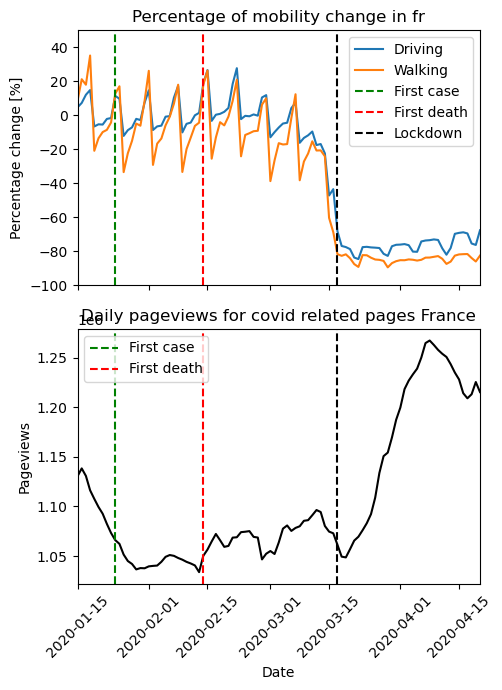 Percentage of mobility change in fr
Percentage change [%]
40
20
0
−20
−40
−60
−80
−100
Driving
Walking
First case
First death
Lockdown
Daily pageviews for covid related pages France
1e6
Pageviews
1.25
1.20
1.15
1.10
1.05
First case
First death
2020-01-15
2020-02-01
2020-02-15
2020-03-01
2020-03-15
2020-04-01
2020-04-15
Date